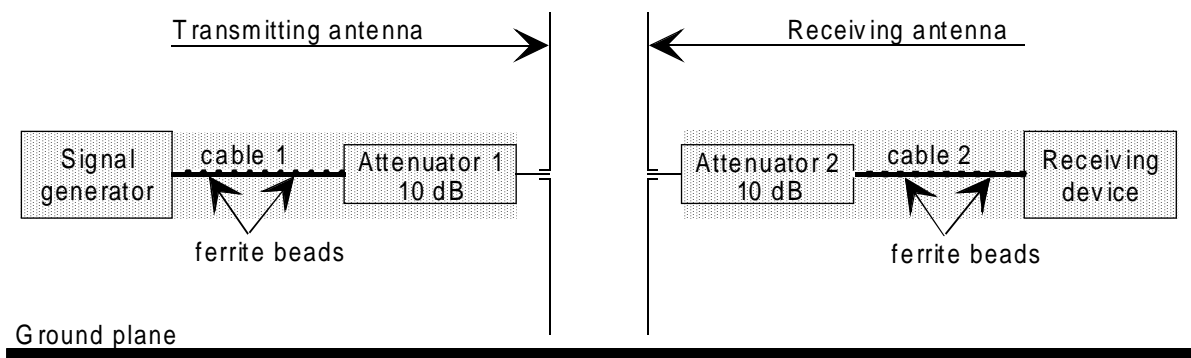 Transmitting antenna
Receiving antenna
Signal
generator
cable 1
Attenuator 1
10 dB
Attenuator 2
10 dB
cable 2
Receiving
device
ferrite beads
ferrite beads
Ground plane